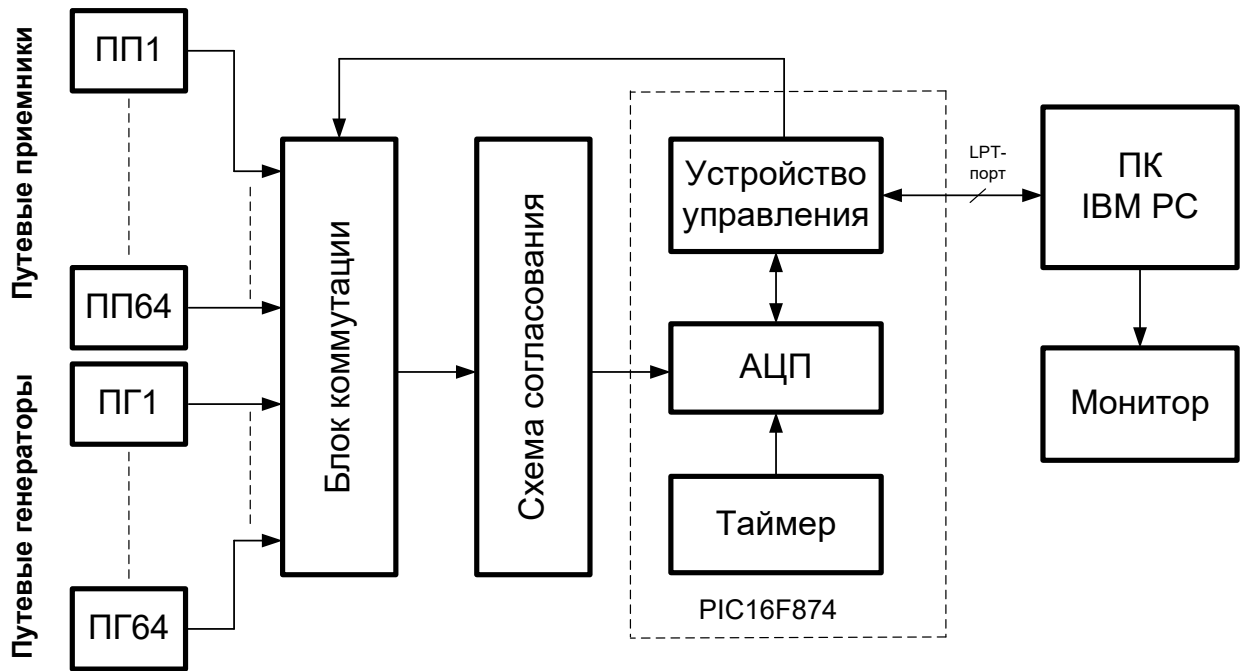 Путевые приемники
ПП1
ПП64
Путевые генераторы
ПГ1
ПГ64
Блок коммутации
Схема согласования
Устройство
управления
АЦП
Таймер
PIC16F874
LPT-
порт
ПК
IBM PC
Монитор